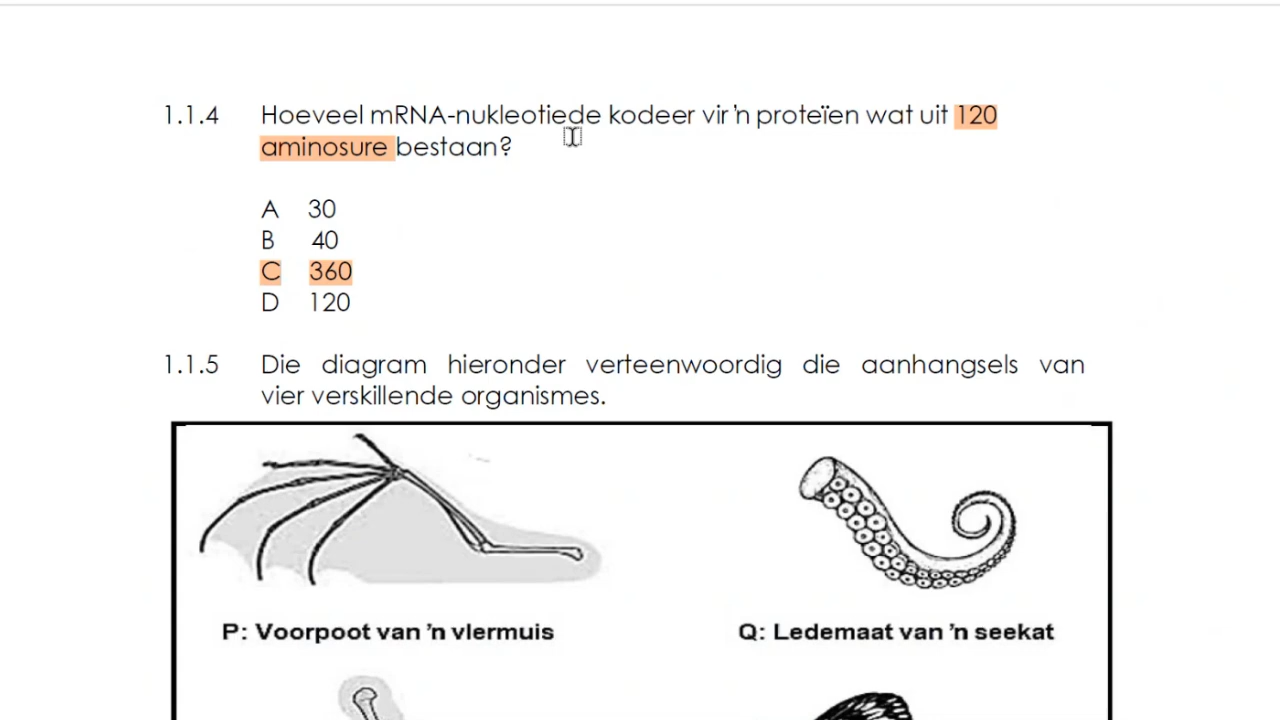 1.1.4 Hoeveel mRNA-nukleotiede kodeer vir 'n proteïen wat uit 120
aminosure bestaan?
A 30
B 40
C 360
D 120
1.1.5 Die diagram hieronder verteenwoordig die aanhangsels van
vier verskillende organismes.
P: Voorpoot van 'n vlermuis
Q: Ledemaat van 'n seekat